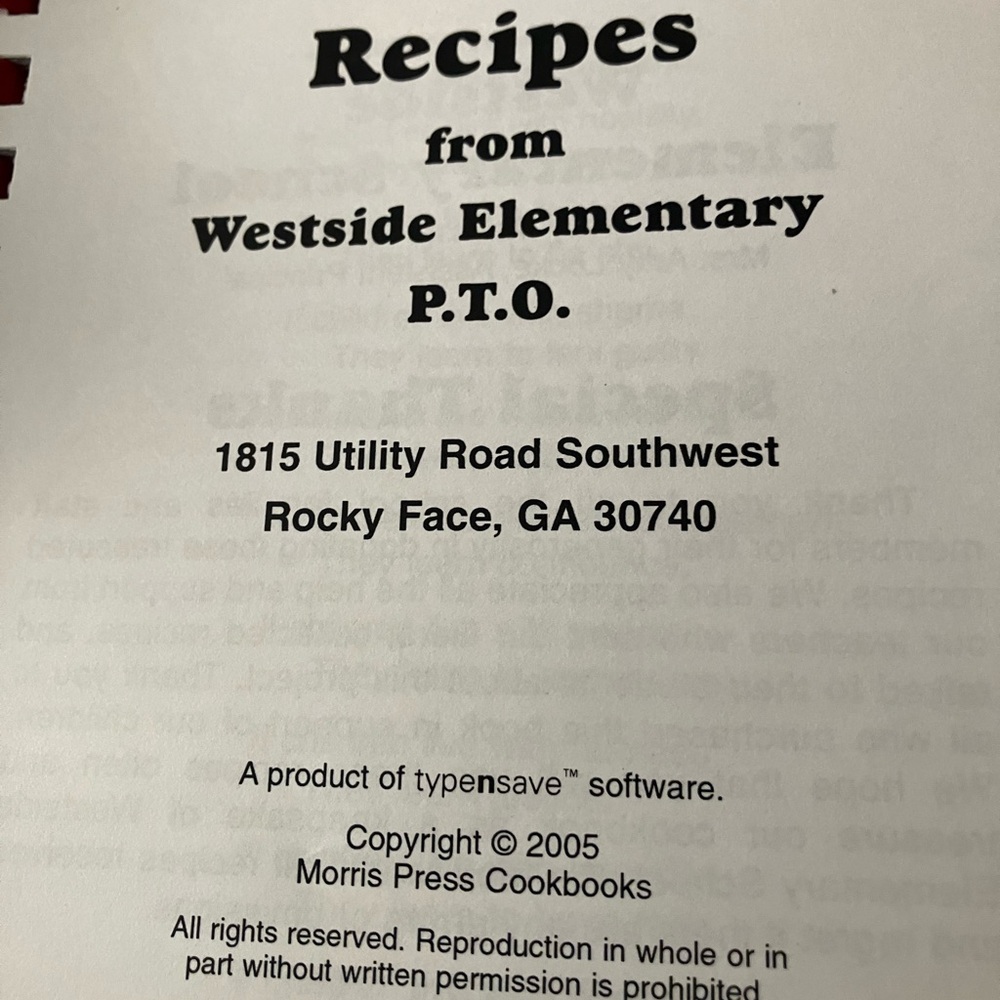 Recipes
from
Westside Elementary
P.T.O.
1815 Utility Road Southwest
Rocky Face, GA 30740
A product of typensave™ software.
Copyright © 2005
Morris Press Cookbooks
All rights reserved. Reproduction in whole or in
part without written permission is prohibited